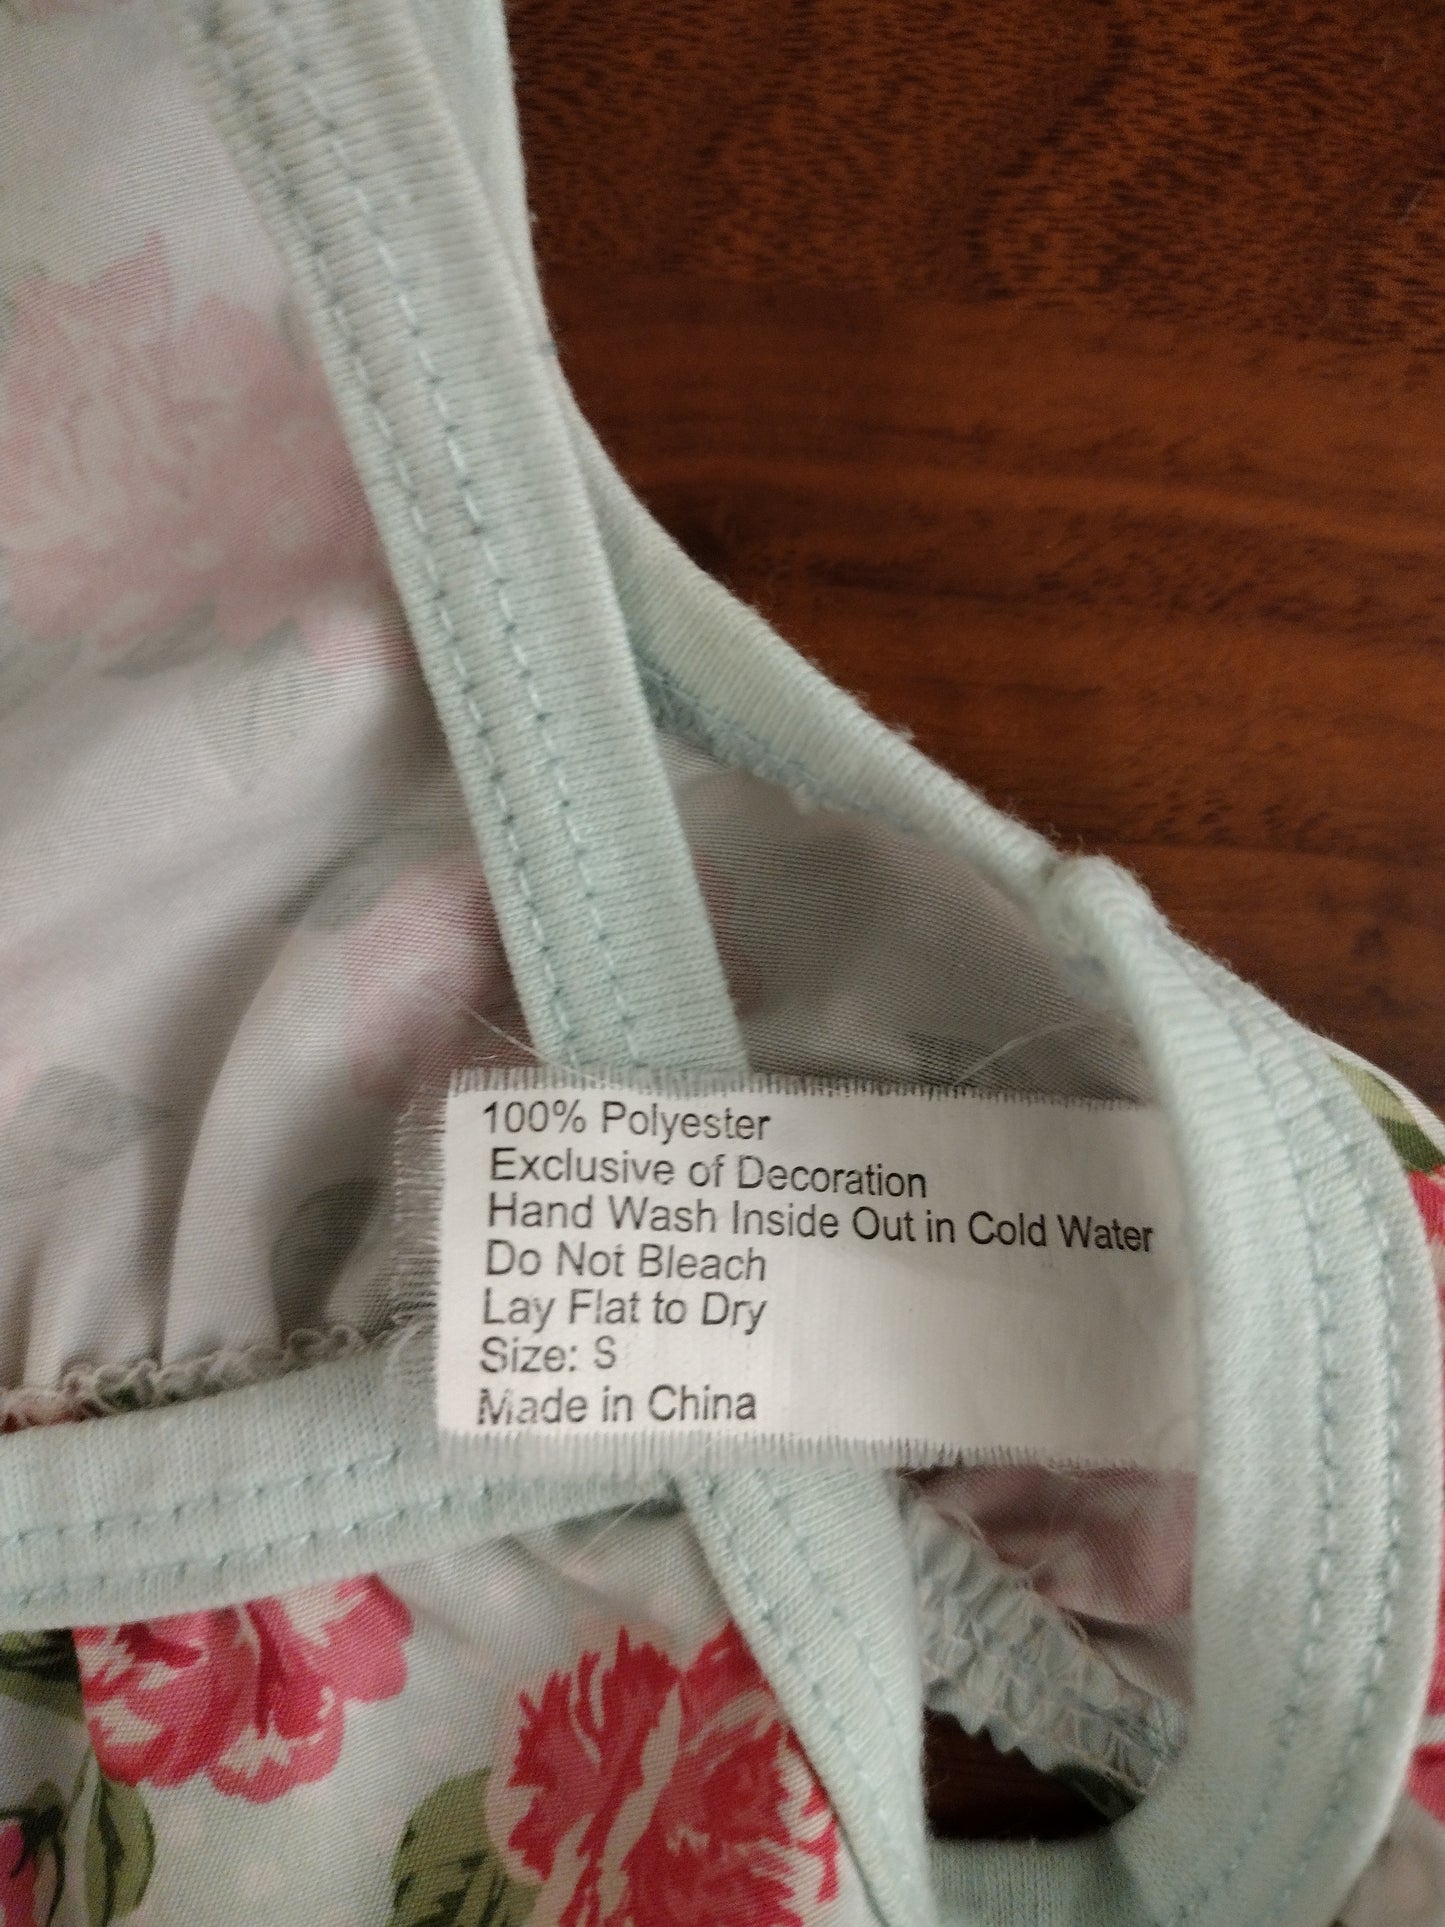 100% Polyester
Exclusive of Decoration
Hand Wash Inside Out in Cold Water
Do Not Bleach
Lay Flat to Dry
Size: S
Made in China